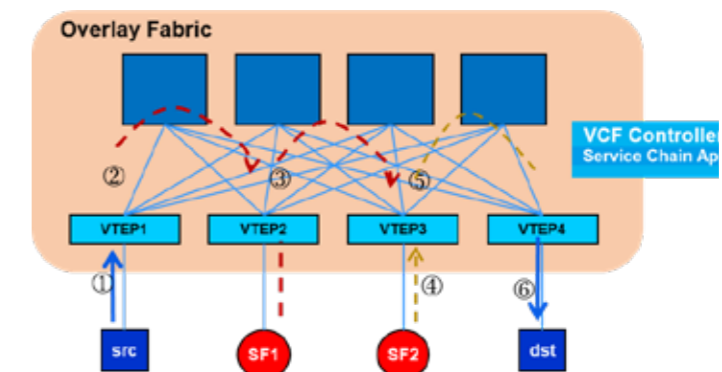 Overlay Fabric
VCF Controller
Service Chain Ap
②
③
⑤
VTEP1
VTEP2
VTEP3
VTEP4
①
④
⑥
src
SF1
SF2
dst